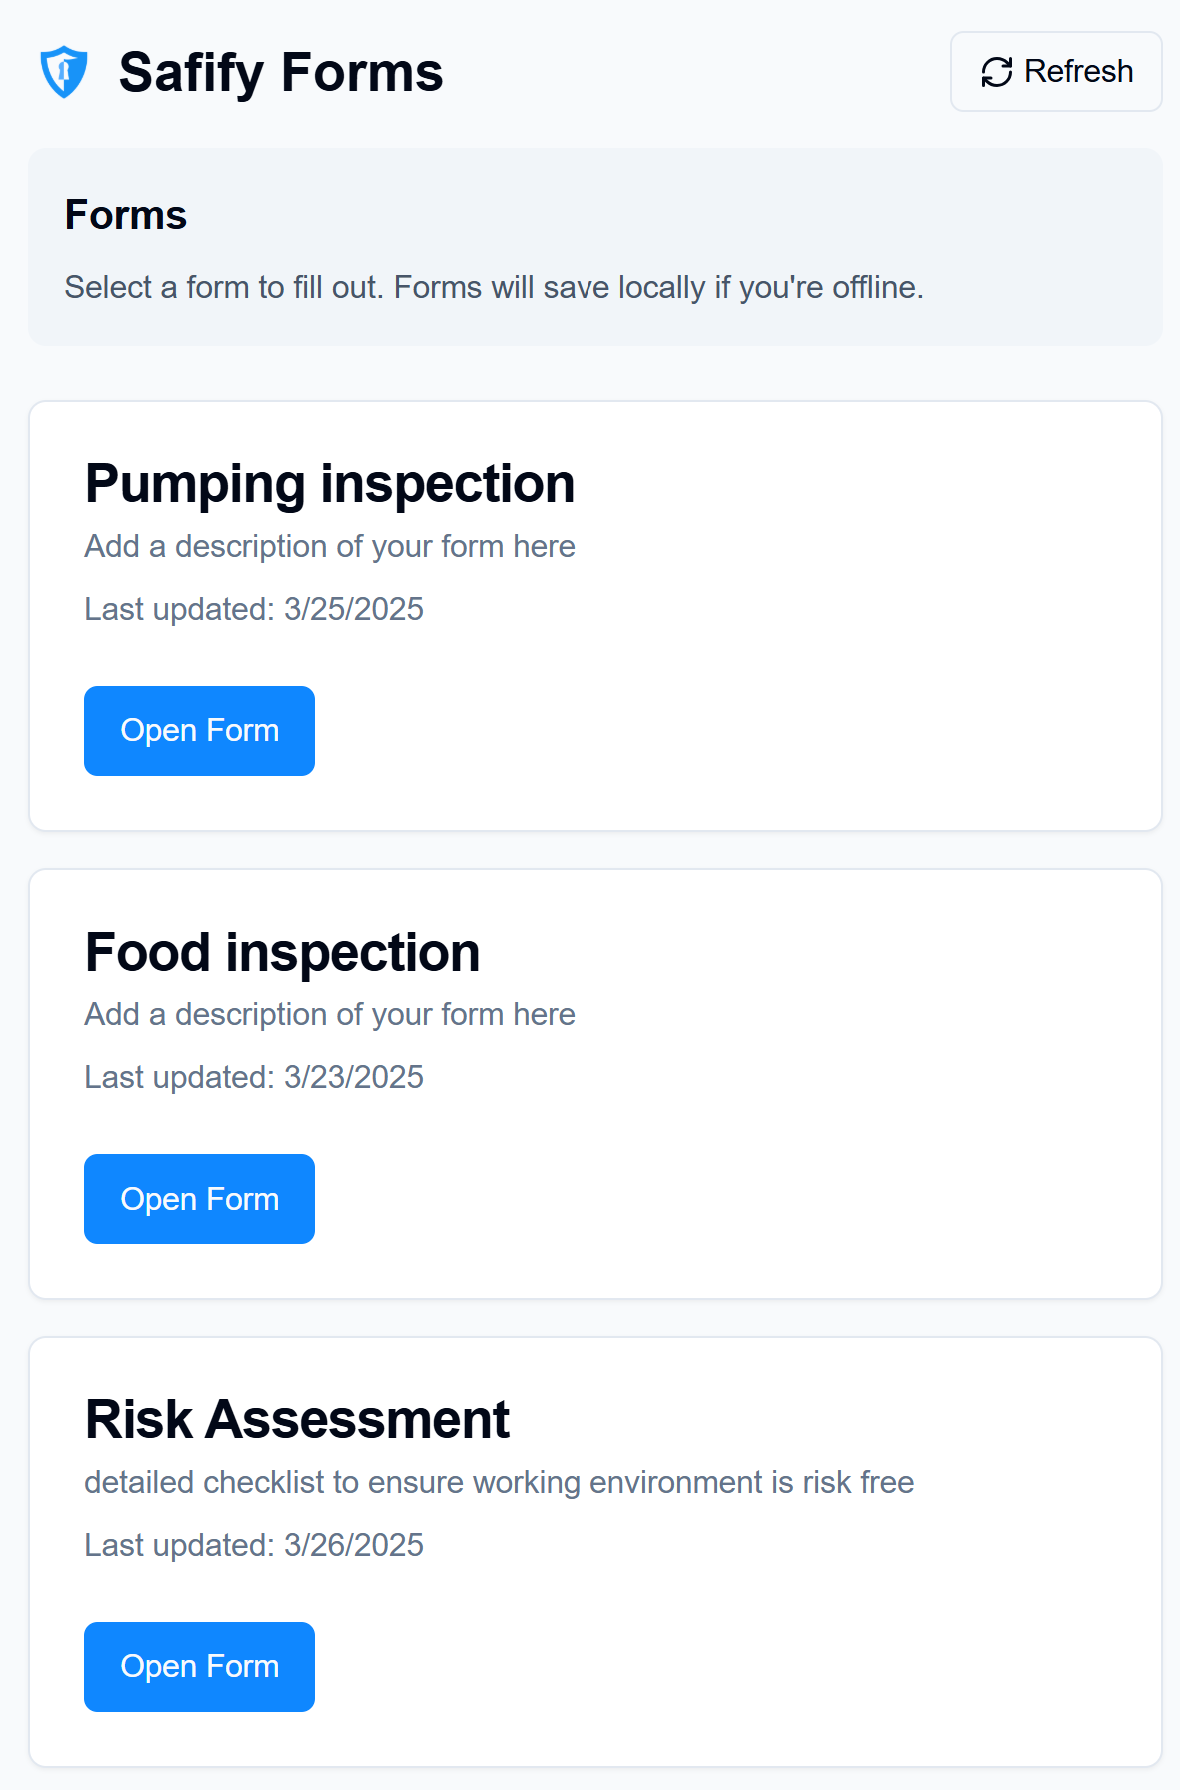 Safify Forms
Refresh
Forms
Select a form to fill out. Forms will save locally if you're offline.
Pumping inspection
Add a description of your form here
Last updated: 3/25/2025
Open Form
Food inspection
Add a description of your form here
Last updated: 3/23/2025
Open Form
Risk Assessment
detailed checklist to ensure working environment is risk free
Last updated: 3/26/2025
Open Form